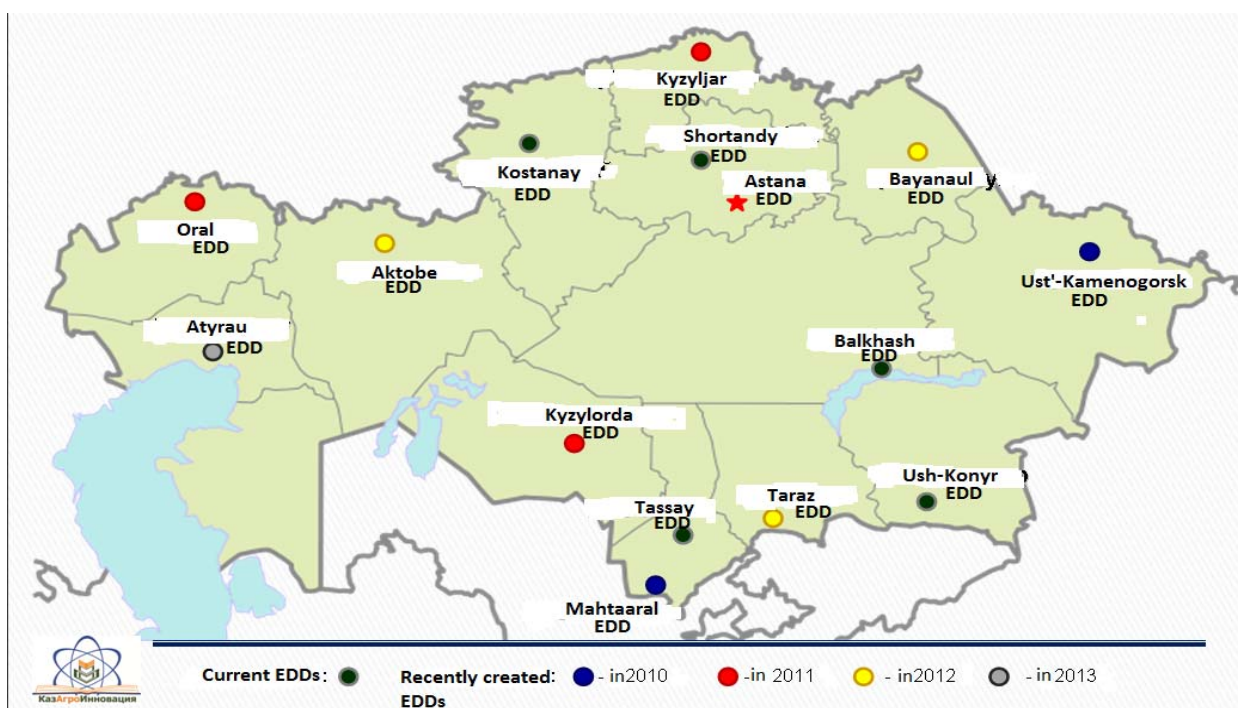 Kyzyljar
EDD
Shortandy
EDD
Kostanay
EDD
Astana
EDD
Bayanaul
EDD
Oral
EDD
Aktobe
EDD
Ust'-Kamenogorsk
EDD
Atyrau
EDD
Balkhash
EDD
Kyzylorda
EDD
Ush-Konyr
EDD
Tassay
EDD
Taraz
EDD
Mahtaaral
EDD
КазАгроИнновация
Current EDDs:
Recently created:
EDDs
- in2010
-in 2011
- in2012
- in 2013